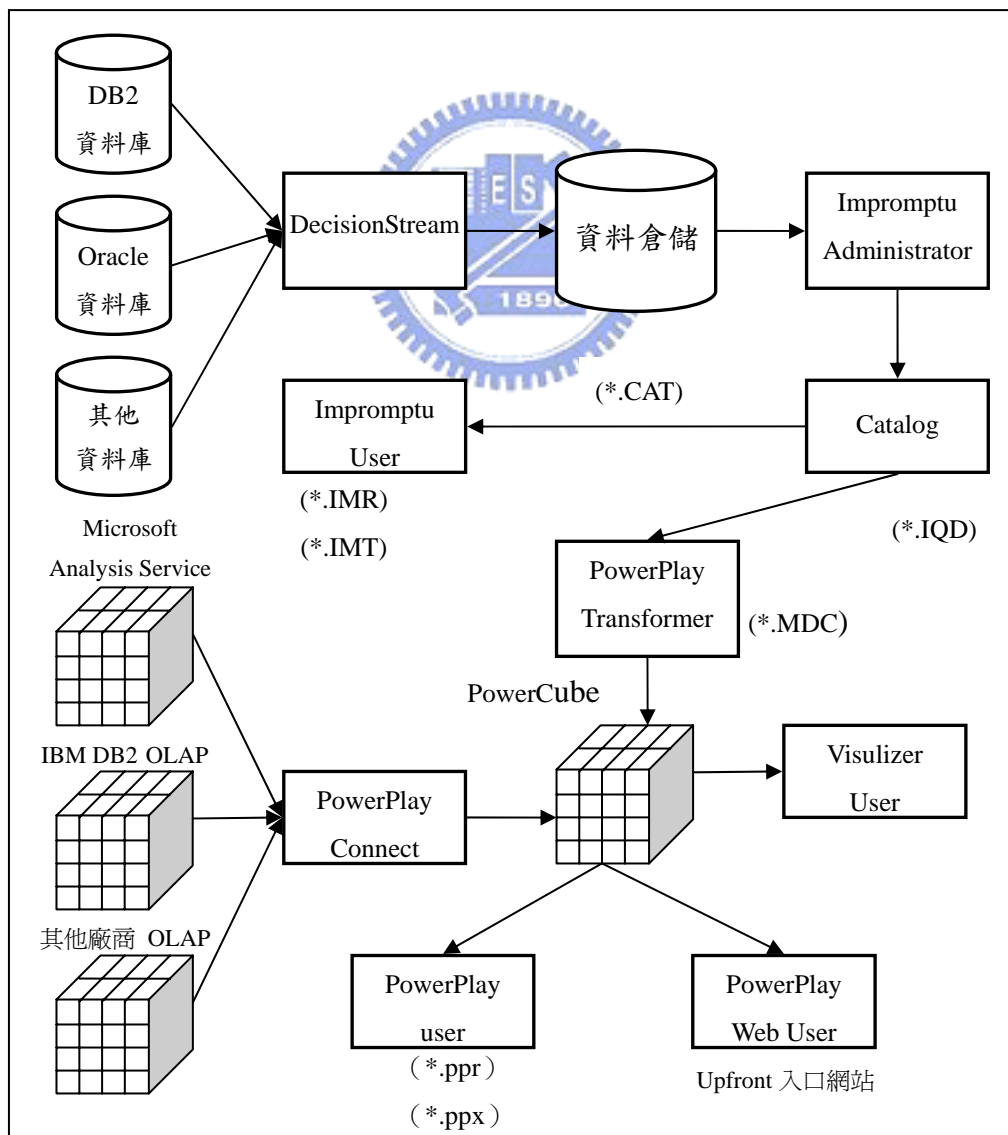 DB2
資料庫
Oracle
資料庫
其他
資料庫
DecisionStream
資料倉儲
Impromptu
Administrator
(*.CAT)
Impromptu
User
Catalog
(*.IMR)
(*.IMT)
(*.IQD)
Microsoft
Analysis Service
PowerPlay
Transformer
(*.MDC)
PowerCube
IBM DB2 OLAP
PowerPlay
Connect
Visulizer
User
其他廠商 OLAP
PowerPlay
user
(*.ppr)
(*.ppx)
PowerPlay
Web User
Upfront 入口網站
ES
1896